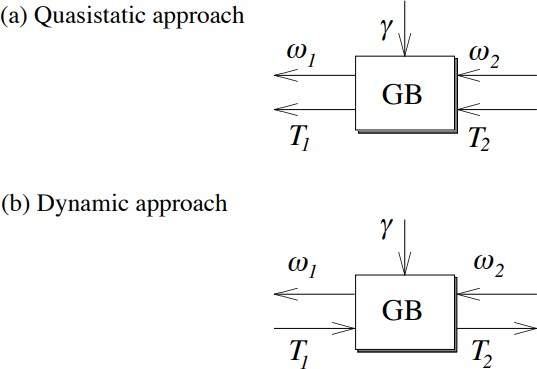 (a) Quasistatic approach
γ
ω1 ω2
GB
T1 T2
(b) Dynamic approach
γ
ω1 ω2
GB
T1 T2